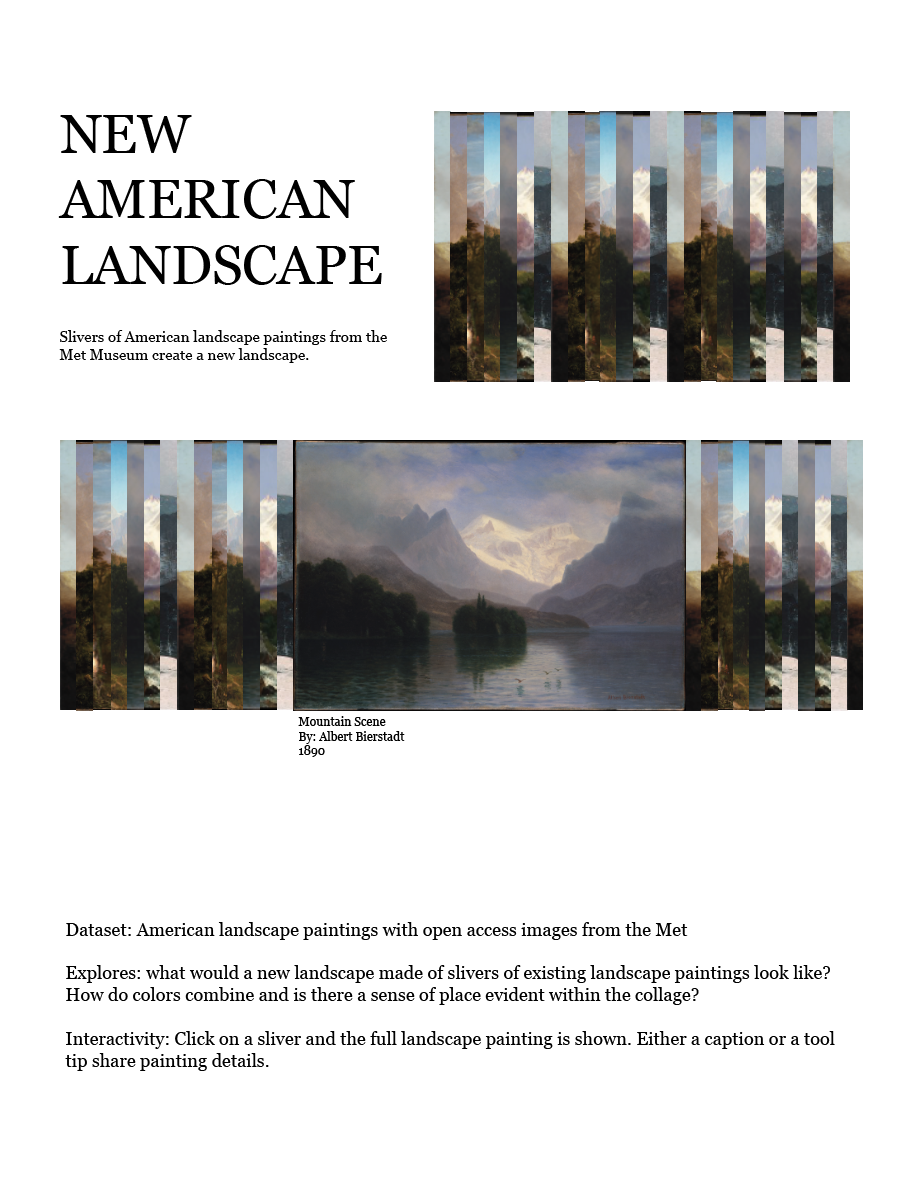 NEW
AMERICAN
LANDSCAPE
Slivers of American landscape paintings from the
Met Museum create a new landscape.
Mountain Scene
By: Albert Bierstadt
1890
Dataset: American landscape paintings with open access images from the Met
Explores: what would a new landscape made of slivers of existing landscape paintings look like?
How do colors combine and is there a sense of place evident within the collage?
Interactivity: Click on a sliver and the full landscape painting is shown. Either a caption or a tool
tip share painting details.